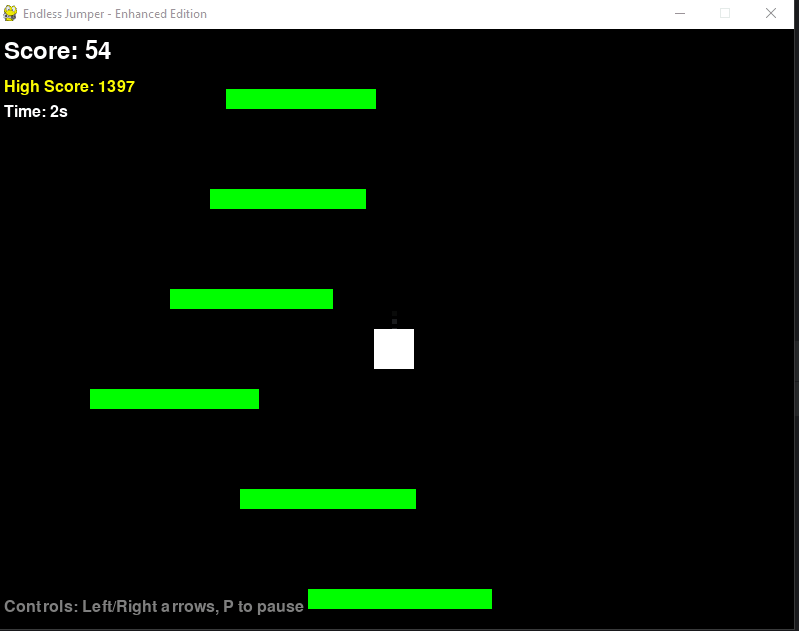 Endless Jumper - Enhanced Edition
Score: 54
High Score: 1397
Time: 2s
Controls: Left/Right arrows, P to pause